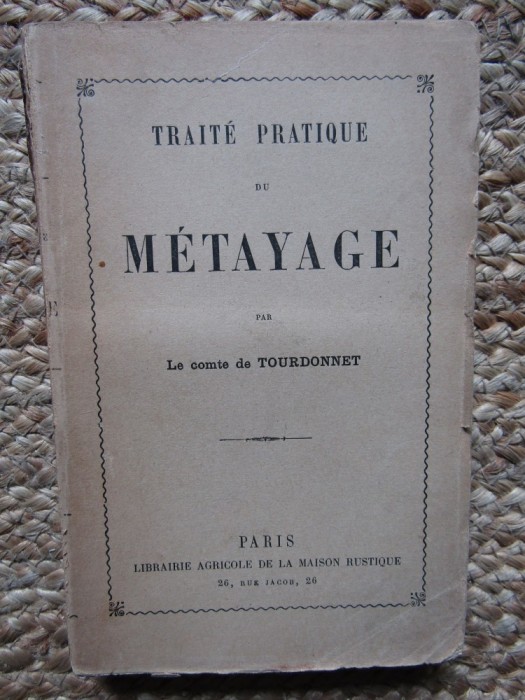 TRAITÉ PRATIQUE
DU
MÉTAYAGE
PAR
Le comte de TOURDONNET
PARIS
LIBRAIRIE AGRICOLE DE LA MAISON RUSTIQUE
26, RUE JACOB, 26